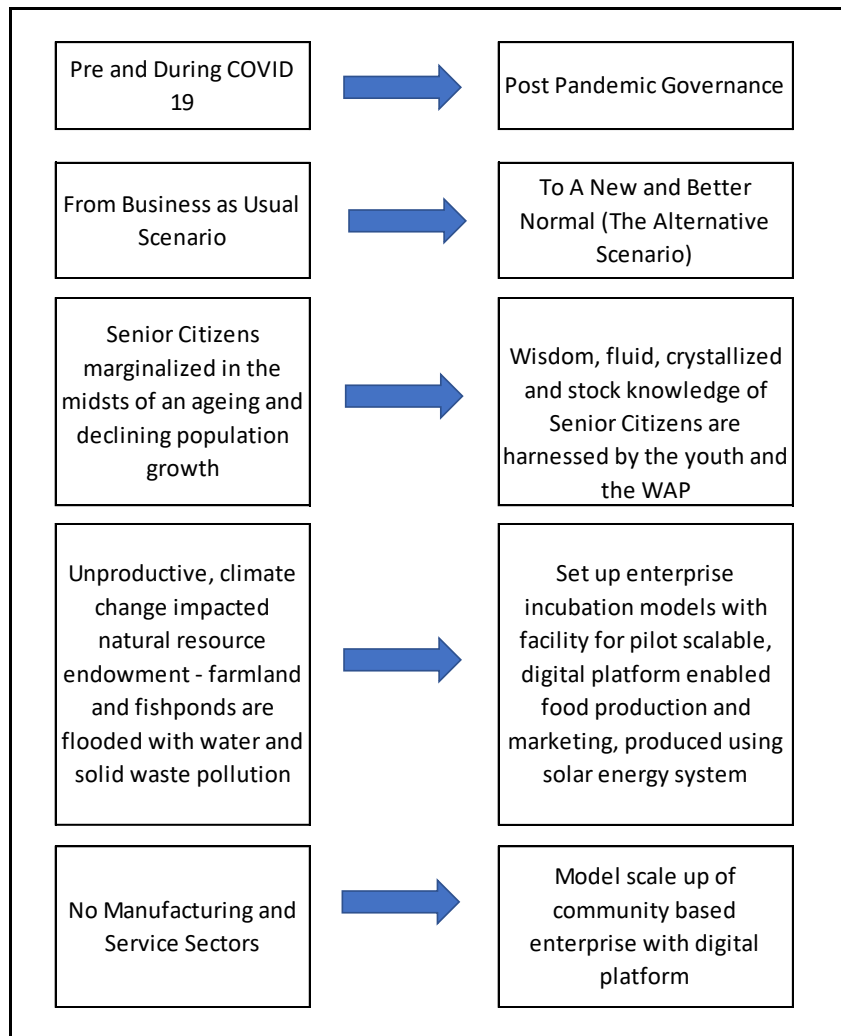 Pre and During COVID
19
Post Pandemic Governance
From Business as Usual
Scenario
To A New and Better
Normal (The Alternative
Scenario)
Senior Citizens
marginalized in the
midsts of an ageing and
declining population
growth
Wisdom, fluid, crystallized
and stock knowledge of
Senior Citizens are
harnessed by the youth and
the WAP
Unproductive, climate
change impacted
natural resource
endowment - farmland
and fishponds are
flooded with water and
solid waste pollution
Set up enterprise
incubation models with
facility for pilot scalable,
digital platform enabled
food production and
marketing, produced using
solar energy system
No Manufacturing and
Service Sectors
Model scale up of
community based
enterprise with digital
platform